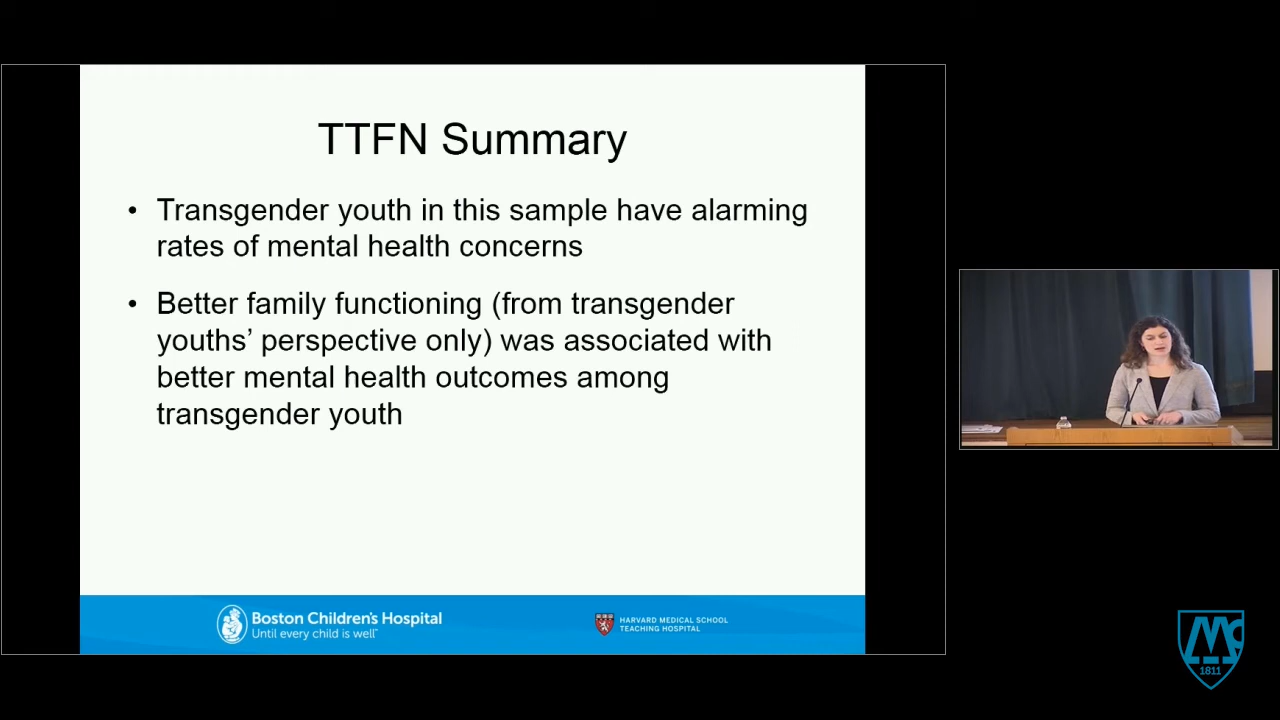 TTFN Summary
• Transgender youth in this sample have alarming
rates of mental health concerns
• Better family functioning (from transgender
youths’ perspective only) was associated with
better mental health outcomes among
transgender youth
Boston Children's Hospital
Until every child is well™
HARVARD MEDICAL SCHOOL
TEACHING HOSPITAL
1811